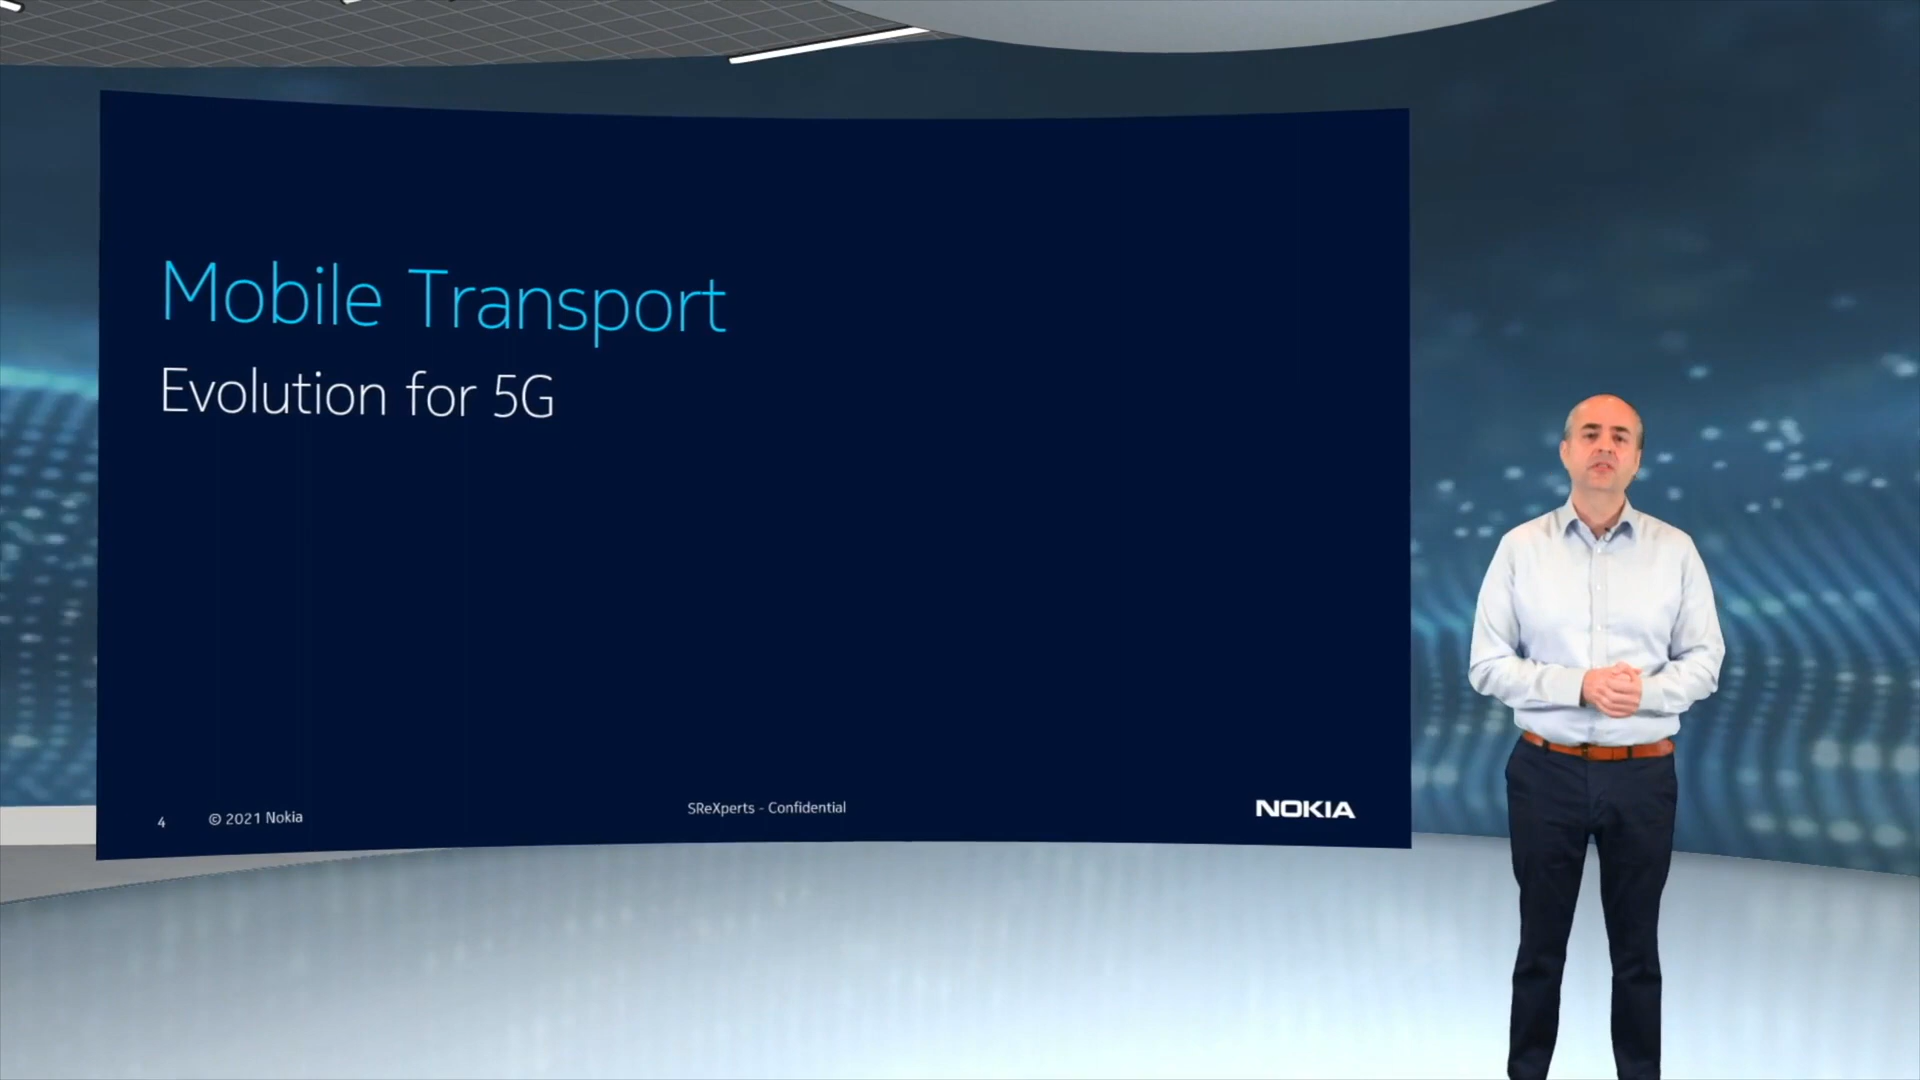 Mobile Transport
Evolution for 5G
4
© 2021 Nokia
SReXperts - Confidential
NOKIA